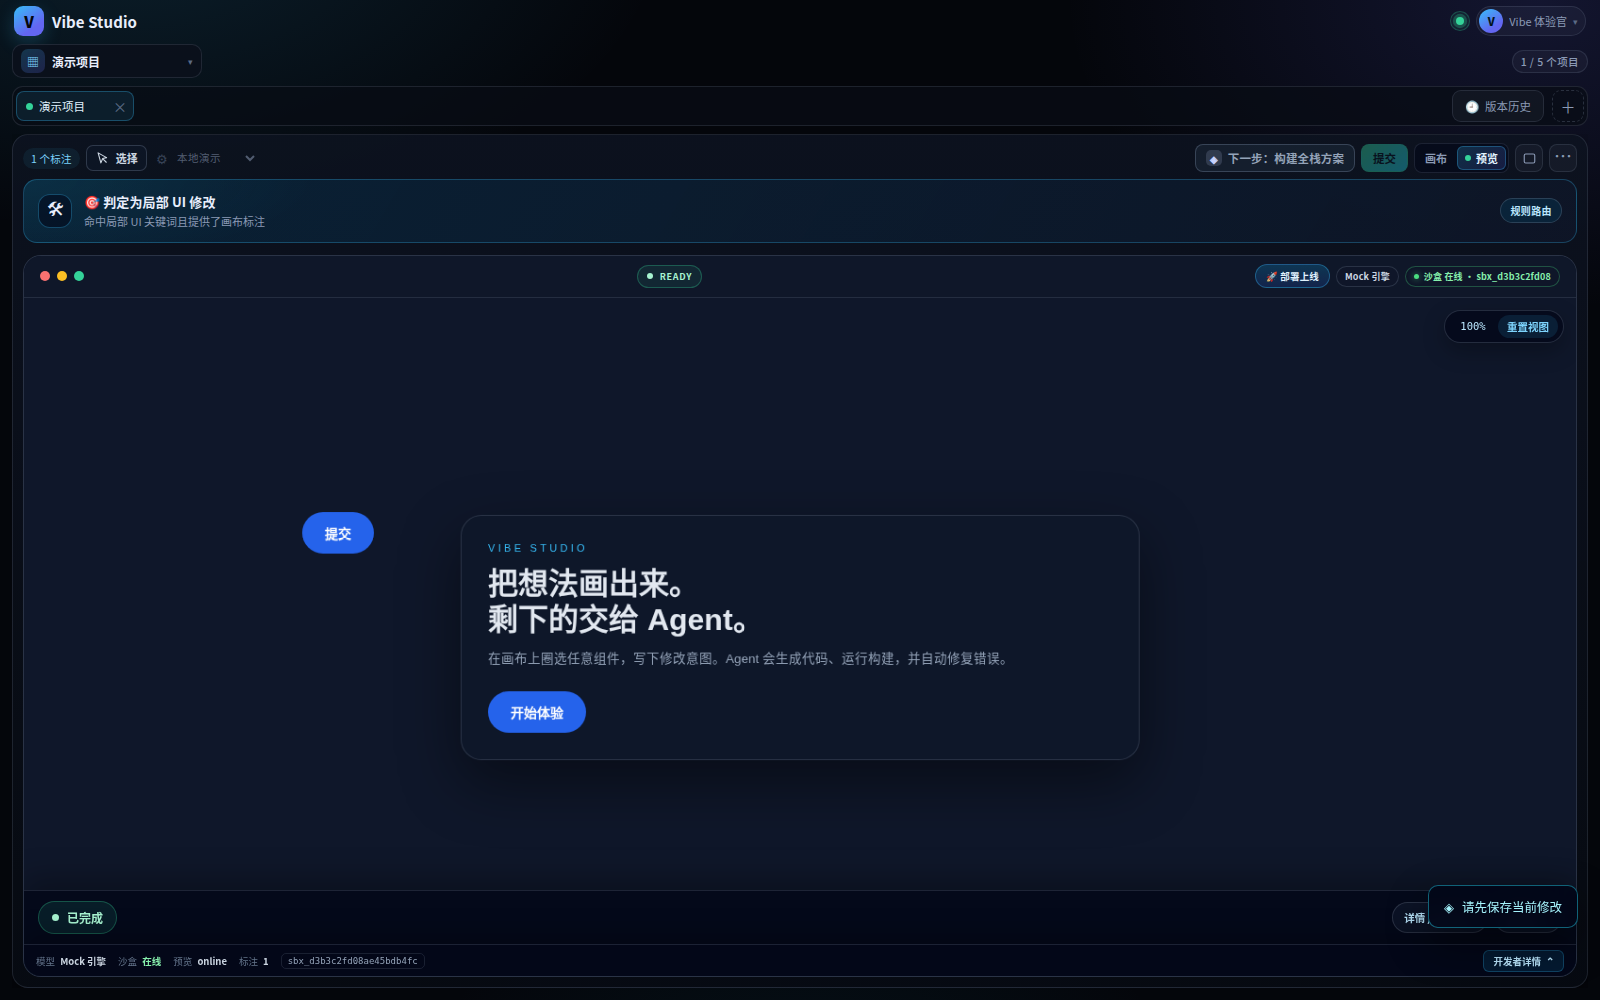 V Vibe Studio
V Vibe 体验官
演示项目
1 / 5 个项目
演示项目
版本历史
1 个标注
选择
本地演示
下一步：构建全栈方案
提交
画布
预览
判定为局部 UI 修改
命中局部 UI 关键词且提供了画布标注
规则路由
READY
部署上线
Mock 引擎
沙盒 在线 · sbx_d3b3c2fd08
100%
重置视图
提交
VIBE STUDIO
把想法画出来。
剩下的交给 Agent。
在画布上圈选任意组件，写下修改意图。Agent 会生成代码、运行构建，并自动修复错误。
开始体验
已完成
详情
请先保存当前修改
模型 Mock 引擎 沙盒 在线 预览 online 标注 1 sbx_d3b3c2fd08ae45bdb4fc
开发者详情